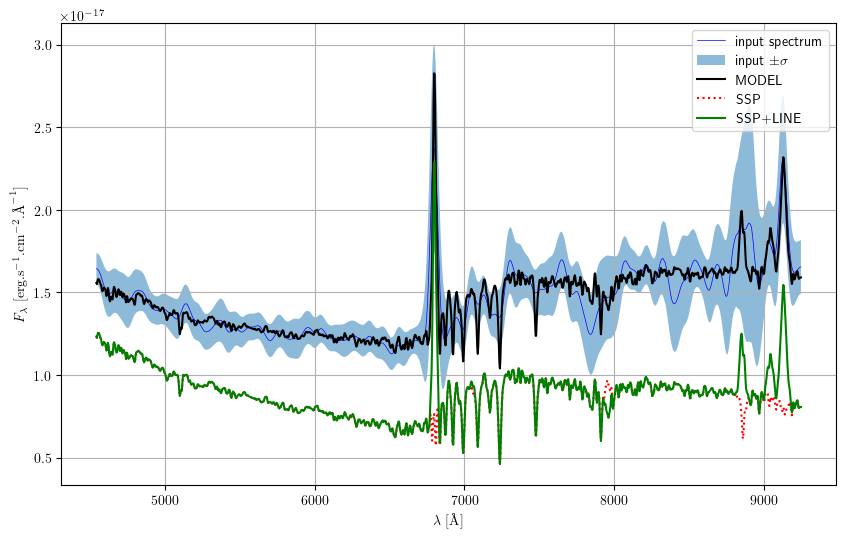 ×10⁻¹⁷
3.0
2.5
2.0
1.5
1.0
0.5
F_λ [erg.s⁻¹.cm⁻².Å⁻¹]
input spectrum
input ±σ
MODEL
SSP
SSP+LINE
5000 6000 7000 8000 9000
λ [Å]